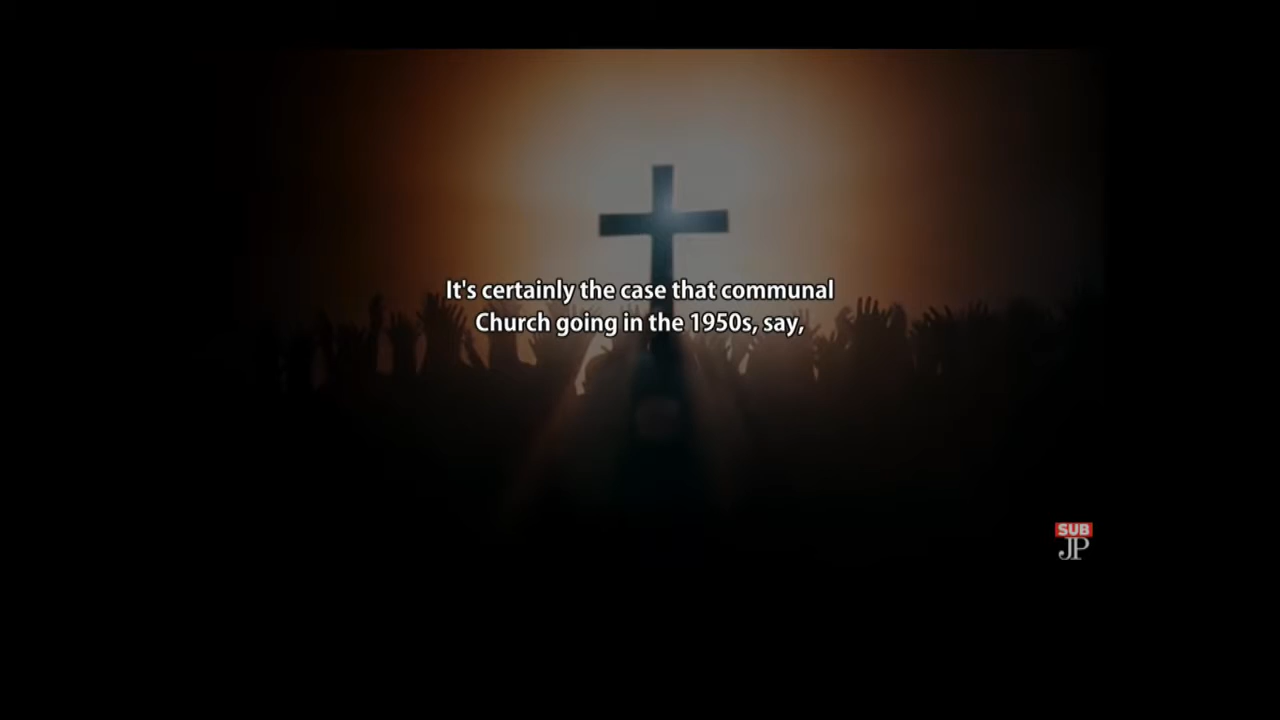 It's certainly the case that communal
Church going in the 1950s, say,
SUB
JP